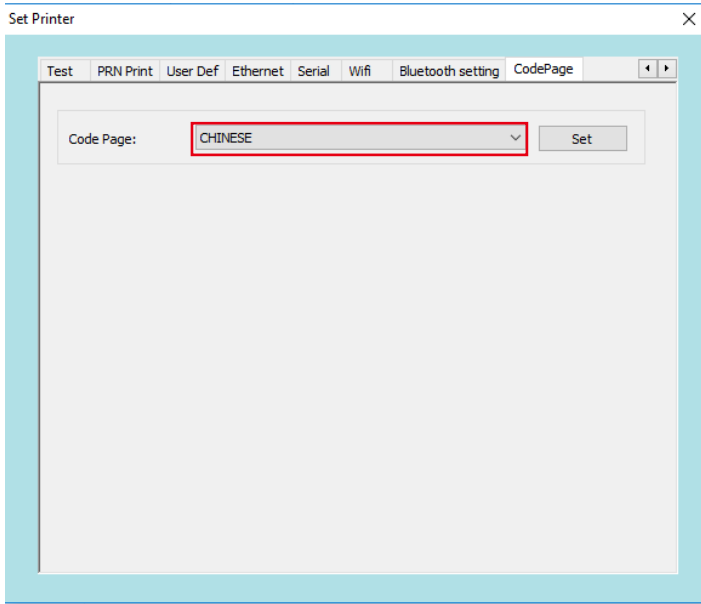 Set Printer
Test PRN Print User Def Ethernet Serial Wifi Bluetooth setting CodePage
Code Page: CHINESE Set